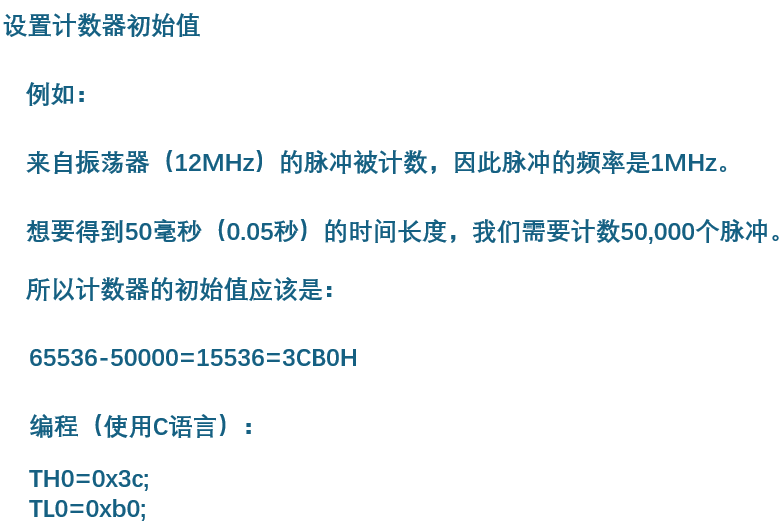 设置计数器初始值
例如：
来自振荡器（12MHz）的脉冲被计数，因此脉冲的频率是1MHz。
想要得到50毫秒（0.05秒）的时间长度，我们需要计数50,000个脉冲。
所以计数器的初始值应该是：
65536-50000=15536=3CB0H
编程（使用C语言）：
TH0=0x3c;
TL0=0xb0;